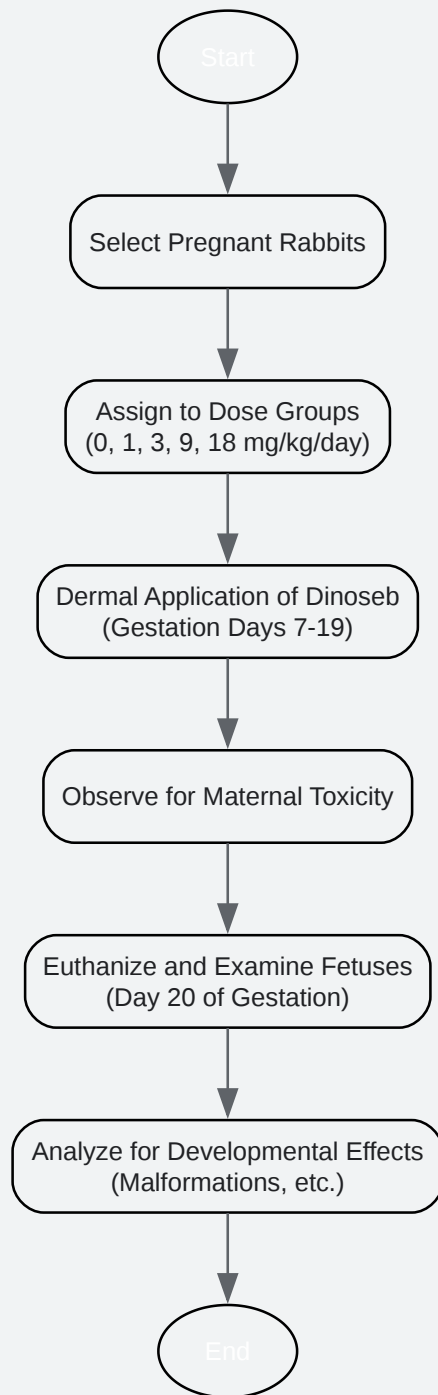 Start
Select Pregnant Rabbits
Assign to Dose Groups
(0, 1, 3, 9, 18 mg/kg/day)
Dermal Application of Dinoseb
(Gestation Days 7-19)
Observe for Maternal Toxicity
Euthanize and Examine Fetuses
(Day 20 of Gestation)
Analyze for Developmental Effects
(Malformations, etc.)
End